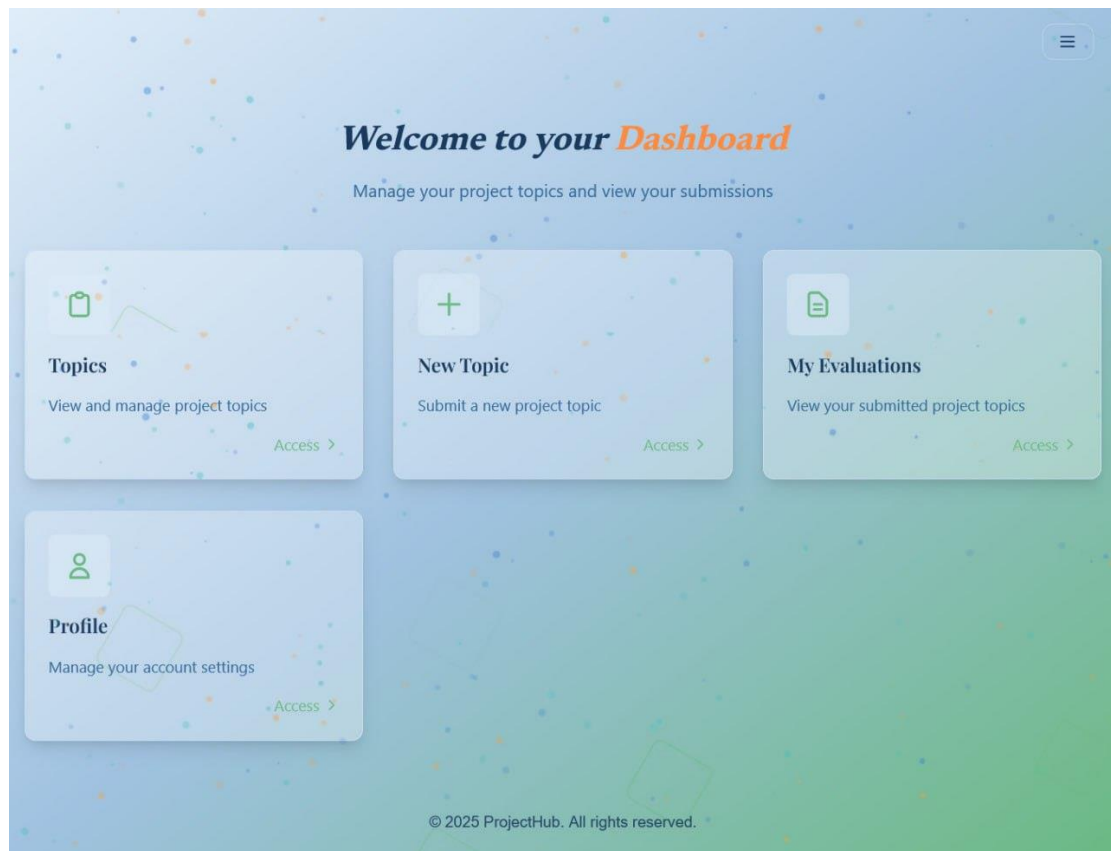 Welcome to your Dashboard
Manage your project topics and view your submissions
Topics
View and manage project topics
Access
New Topic
Submit a new project topic
Access
My Evaluations
View your submitted project topics
Access
Profile
Manage your account settings
Access
© 2025 ProjectHub. All rights reserved.